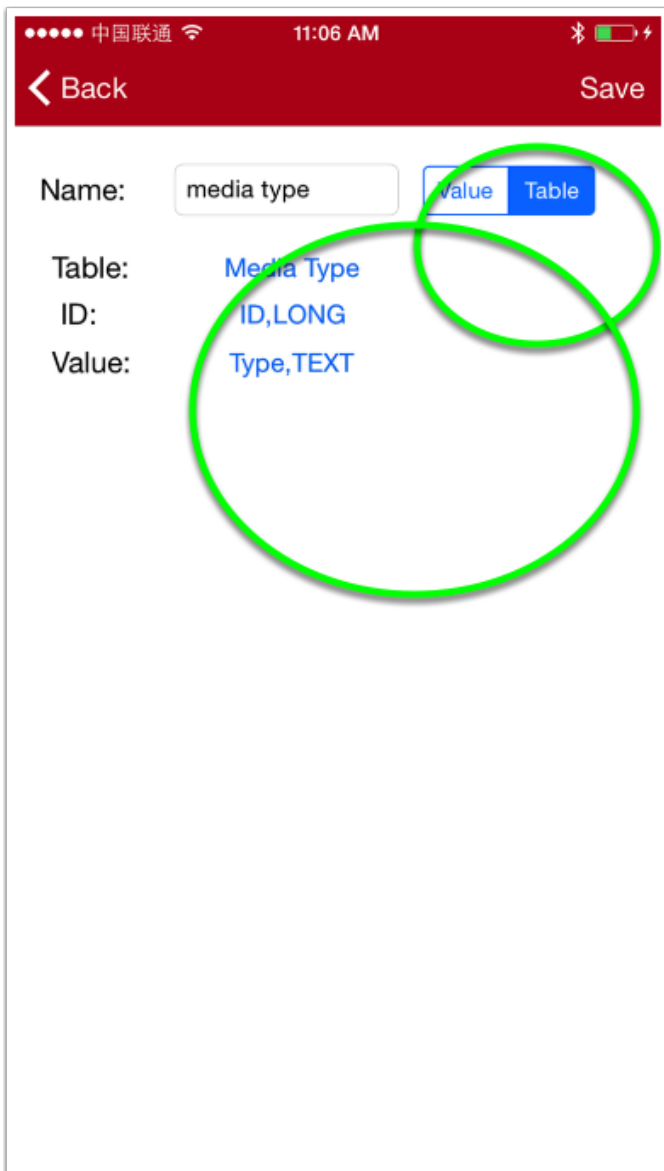 中国联通 11:06 AM
Back Save
Name: media type Value Table
Table: Media Type
ID: ID,LONG
Value: Type,TEXT